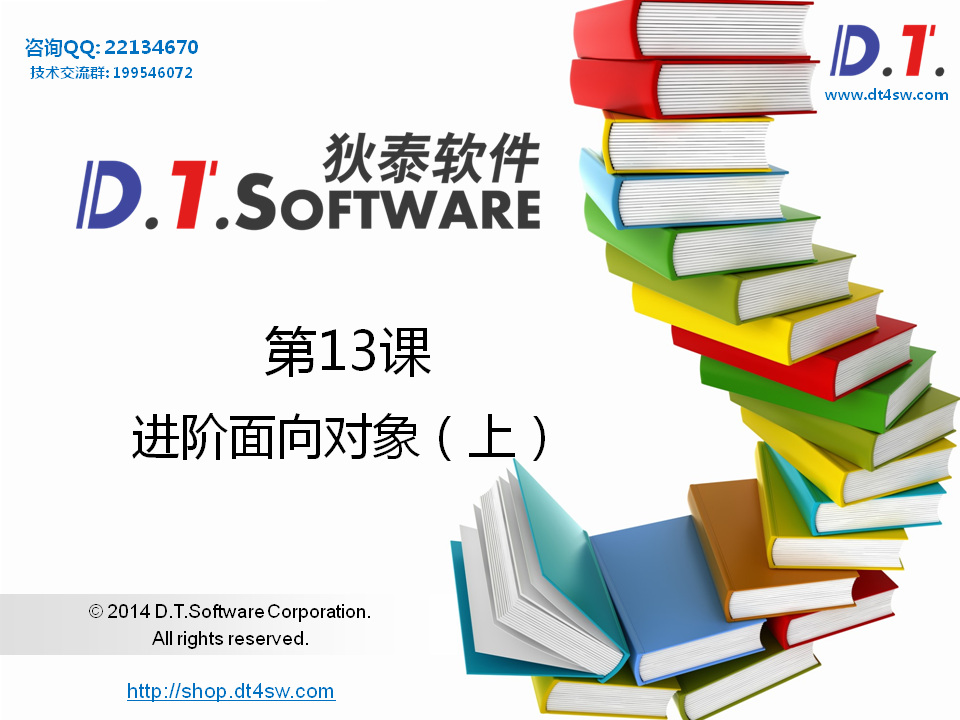 咨询QQ: 22134670
技术交流群: 199546072
D.T.
www.dt4sw.com
狄泰软件
D.T.SOFTWARE
第13课
进阶面向对象（上）
© 2014 D.T.Software Corporation.
All rights reserved.
http://shop.dt4sw.com